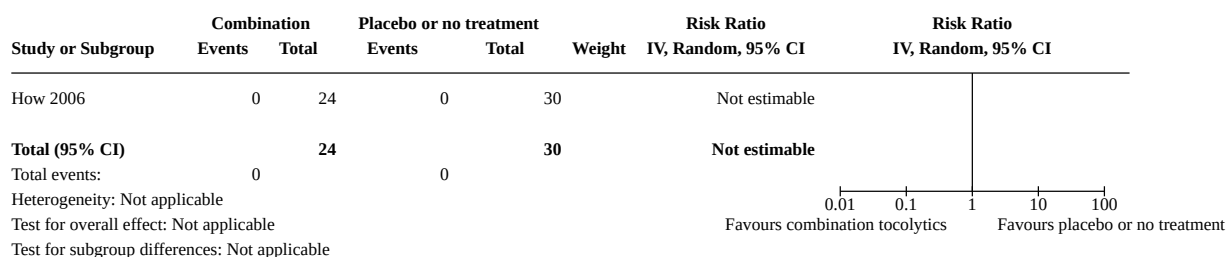 Combination Placebo or no treatment Risk Ratio Risk Ratio
Study or Subgroup Events Total Events Total Weight IV, Random, 95% CI IV, Random, 95% CI
How 2006 0 24 0 30 Not estimable
Total (95% CI) 24 30 Not estimable
Total events: 0 0
Heterogeneity: Not applicable
0.01 0.1 1 10 100
Test for overall effect: Not applicable Favours combination tocolytics Favours placebo or no treatment
Test for subgroup differences: Not applicable